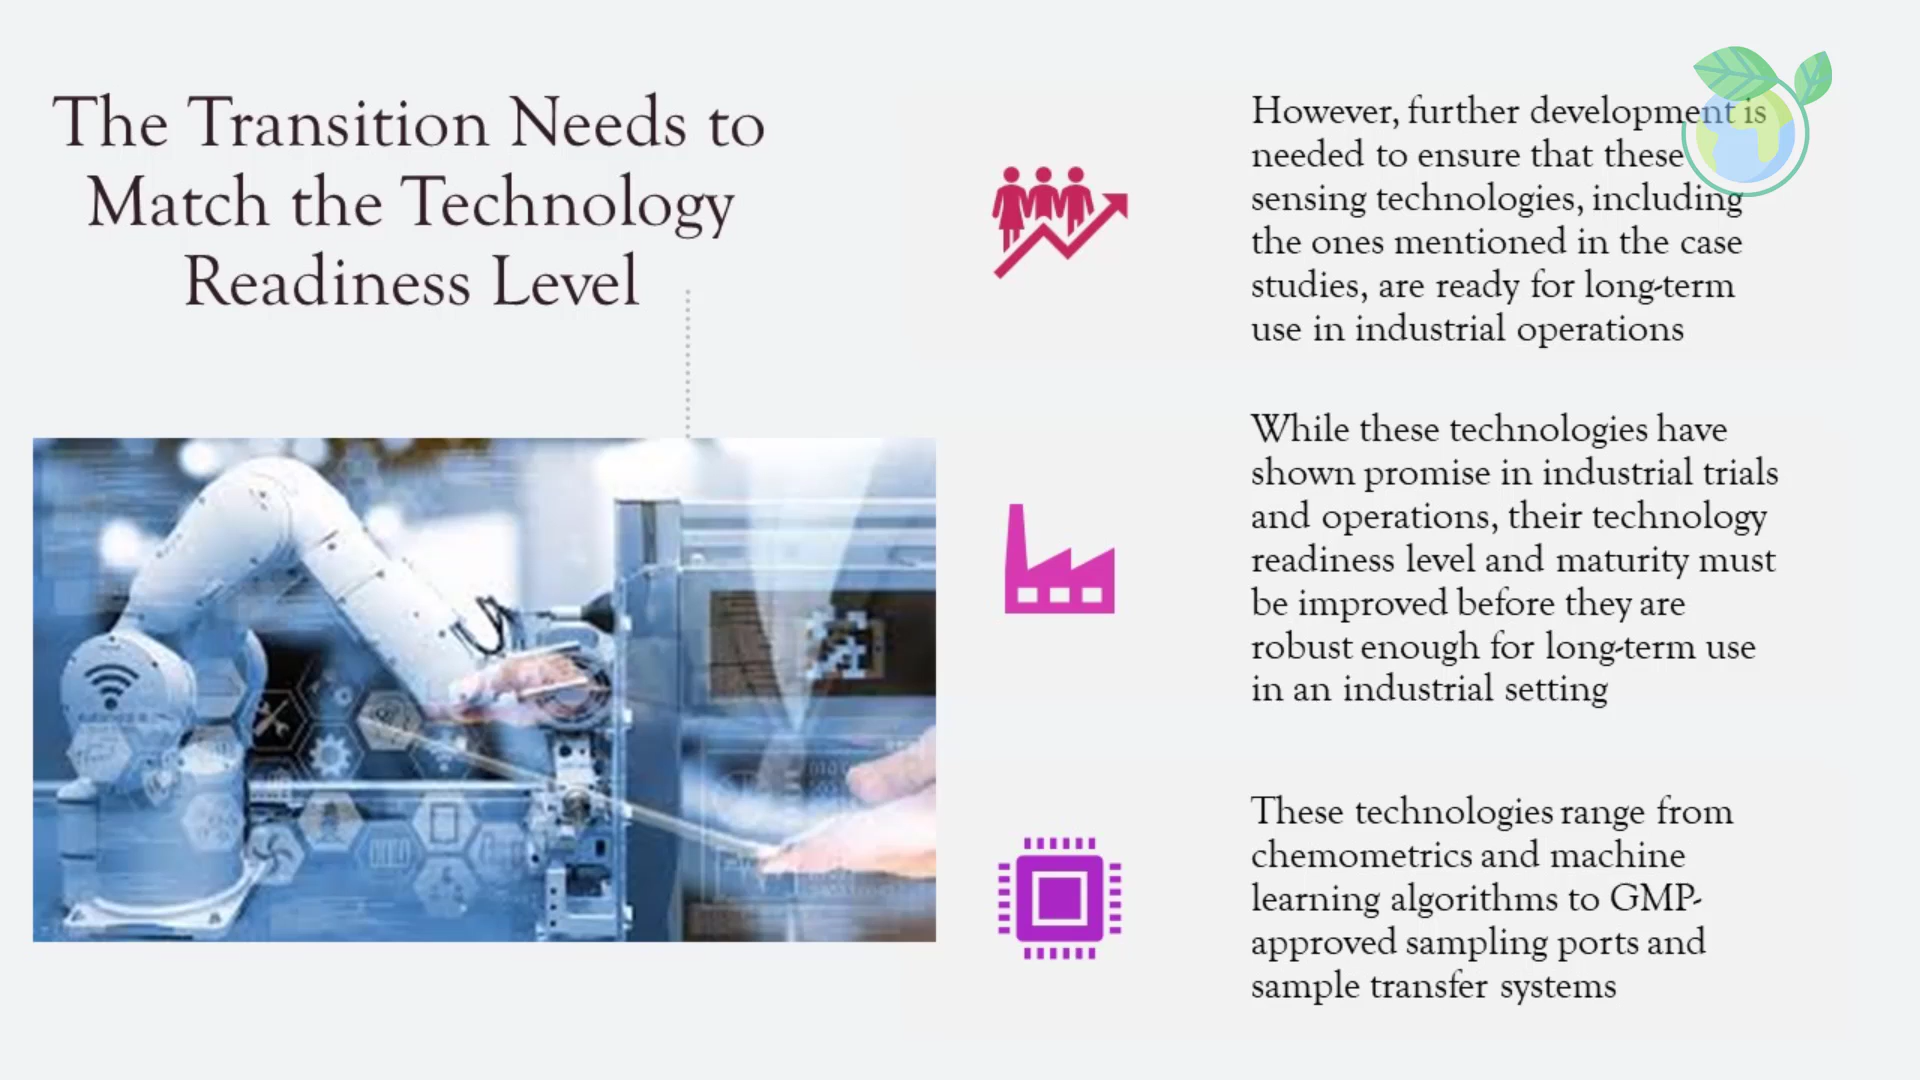 The Transition Needs to
Match the Technology
Readiness Level
However, further development is
needed to ensure that these
sensing technologies, including
the ones mentioned in the case
studies, are ready for long-term
use in industrial operations
While these technologies have
shown promise in industrial trials
and operations, their technology
readiness level and maturity must
be improved before they are
robust enough for long-term use
in an industrial setting
These technologies range from
chemometrics and machine
learning algorithms to GMP-
approved sampling ports and
sample transfer systems